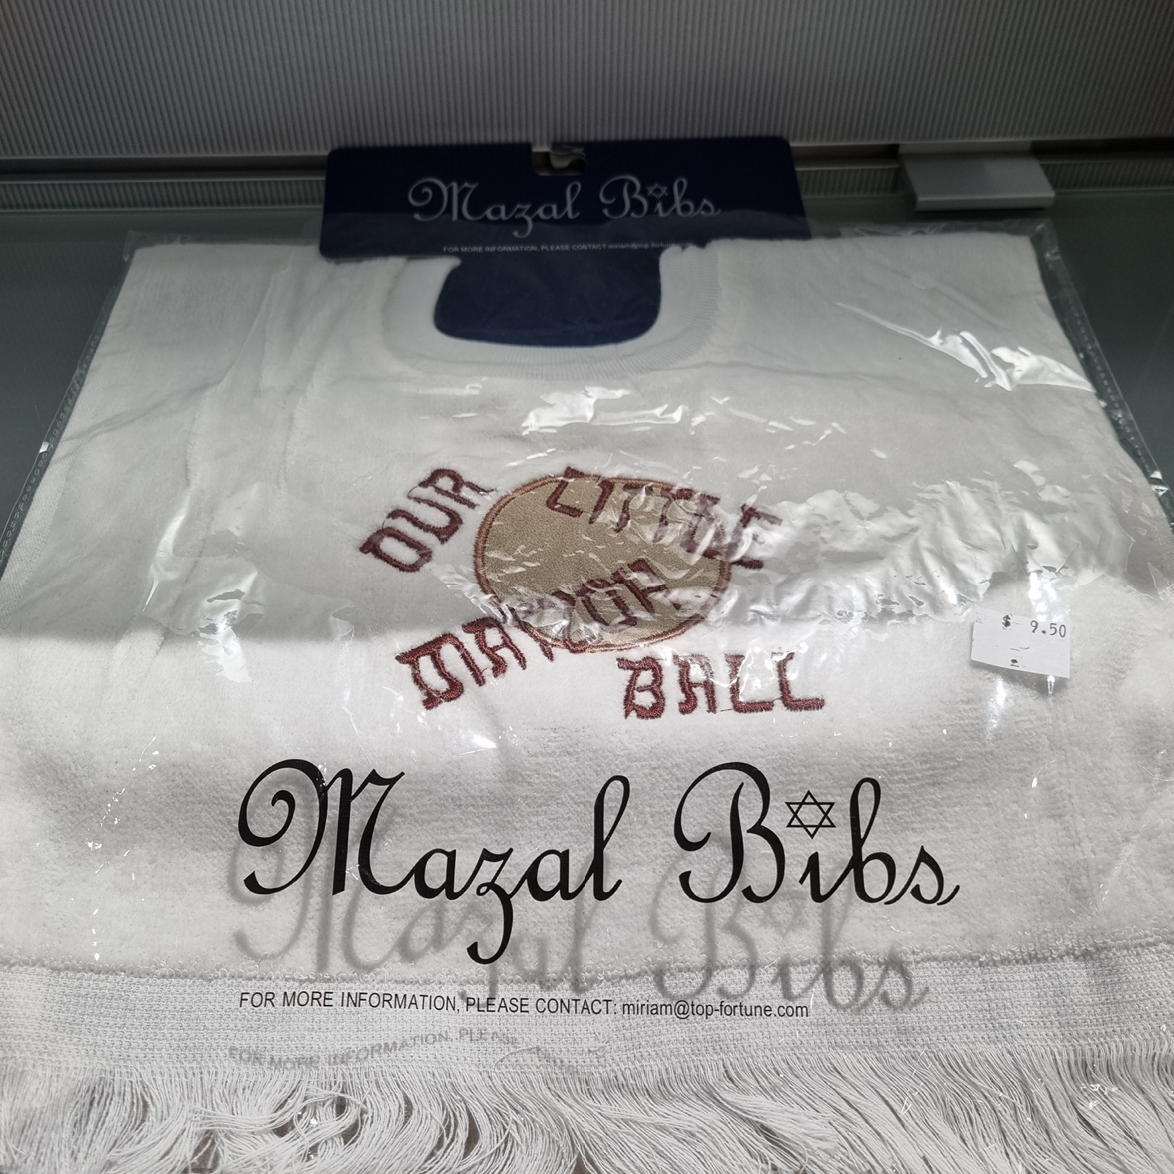 Mazal Bibs
FOR MORE INFORMATION, PLEASE CONTACT:
OUR LITTLE
MATZOH BALL
$ 9.50
Mazal Bibs
FOR MORE INFORMATION, PLEASE CONTACT: miriam@top-fortune.com